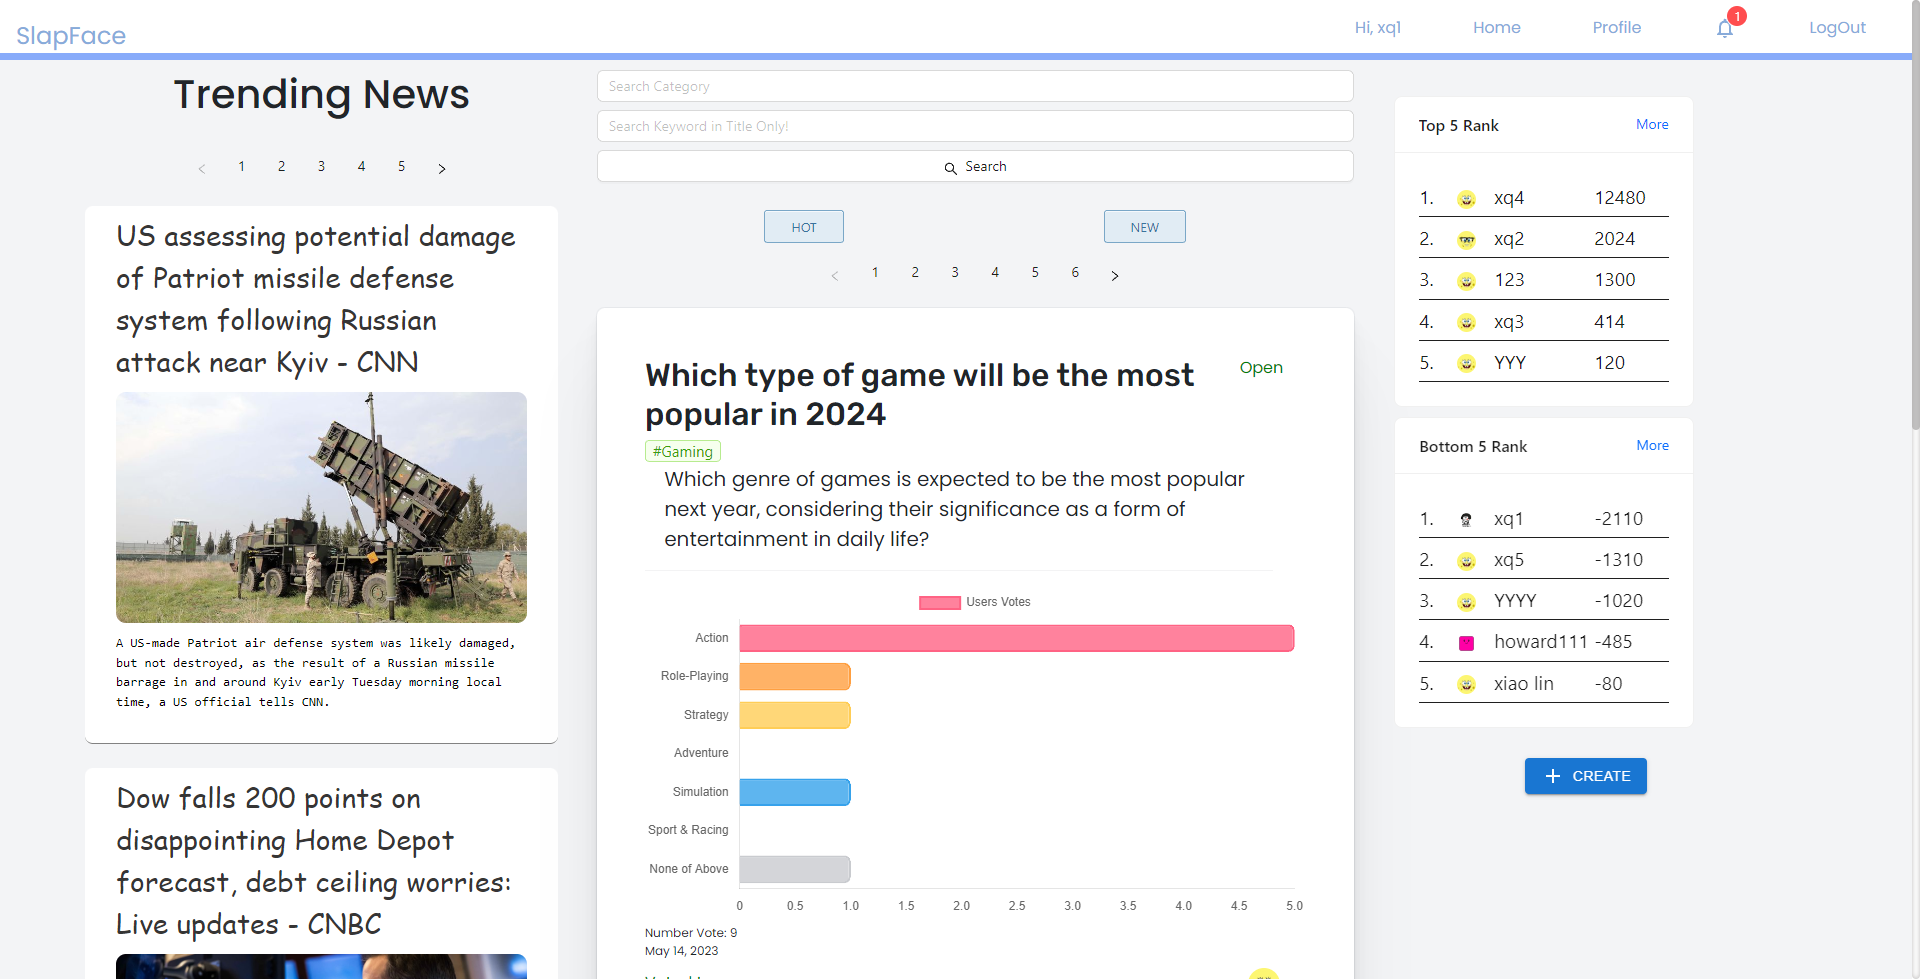 SlapFace
Hi, xq1
Home
Profile
1
LogOut
Trending News
< 1 2 3 4 5 >
US assessing potential damage
of Patriot missile defense
system following Russian
attack near Kyiv - CNN
A US-made Patriot air defense system was likely damaged,
but not destroyed, as the result of a Russian missile
barrage in and around Kyiv early Tuesday morning local
time, a US official tells CNN.
Dow falls 200 points on
disappointing Home Depot
forecast, debt ceiling worries:
Live updates - CNBC
Search Category
Search Keyword in Title Only!
Search
HOT
NEW
< 1 2 3 4 5 6 >
Which type of game will be the most
popular in 2024
Open
#Gaming
Which genre of games is expected to be the most popular
next year, considering their significance as a form of
entertainment in daily life?
Users Votes
Action
Role-Playing
Strategy
Adventure
Simulation
Sport & Racing
None of Above
0 0.5 1.0 1.5 2.0 2.5 3.0 3.5 4.0 4.5 5.0
Number Vote: 9
May 14, 2023
Top 5 Rank
More
1. xq4 12480
2. xq2 2024
3. 123 1300
4. xq3 414
5. YYY 120
Bottom 5 Rank
More
1. xq1 -2110
2. xq5 -1310
3. YYYY -1020
4. howard111 -485
5. xiao lin -80
+ CREATE